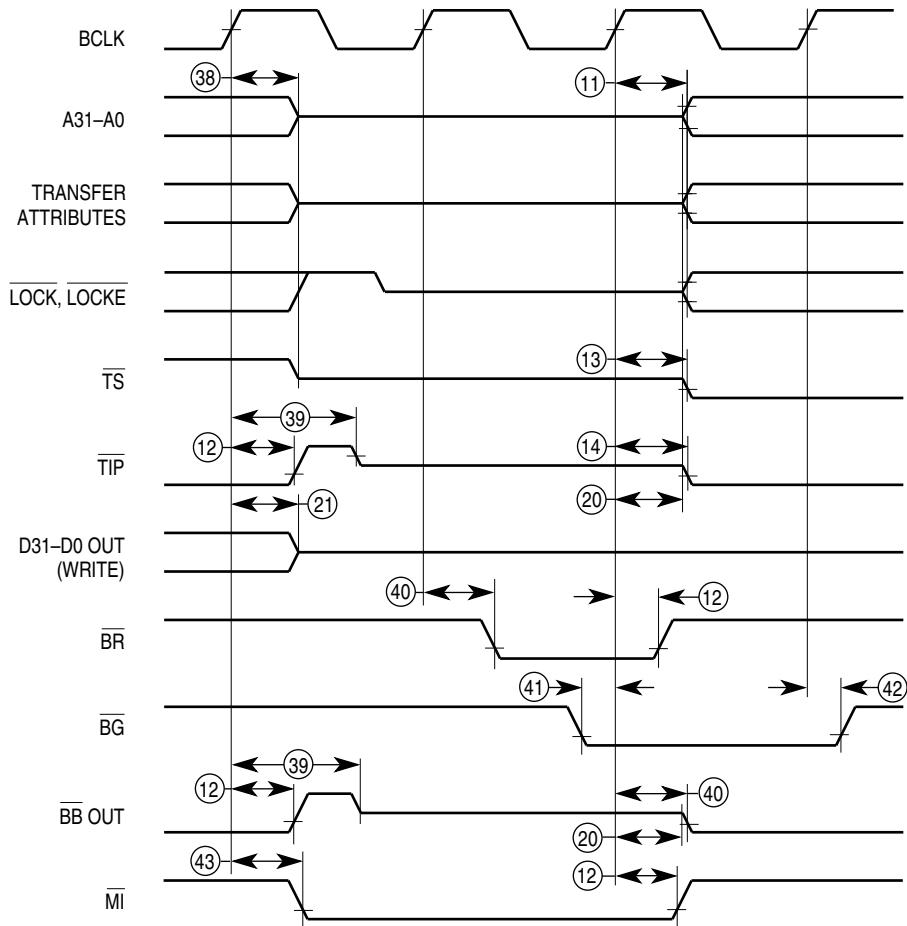 BCLK
38
11
A31–A0
TRANSFER
ATTRIBUTES
LOCK, LOCKE
13
TS
39
12
14
TIP
21
20
D31–D0 OUT
(WRITE)
40
12
BR
41
42
BG
39
12
40
BB OUT
20
43
12
MI